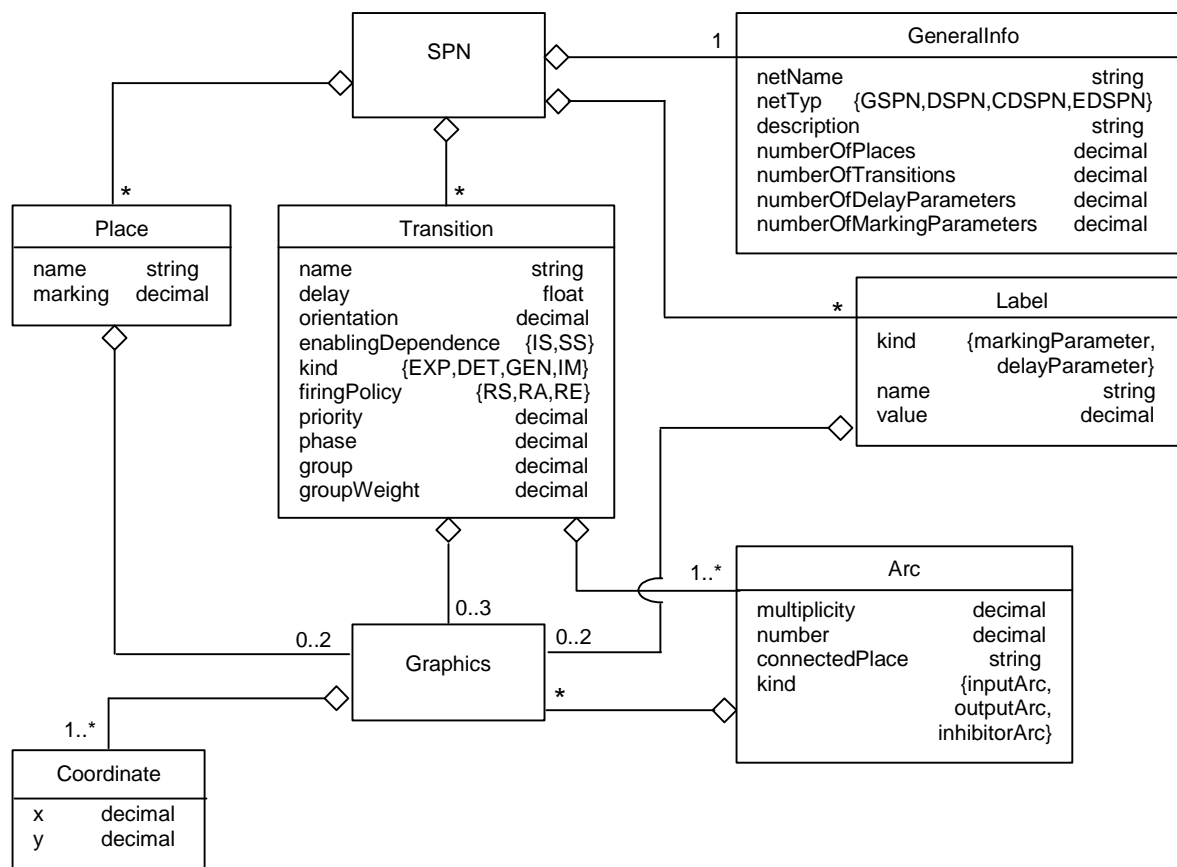 SPN
1
GeneralInfo
netName string
netTyp {GSPN,DSPN,CDSPN,EDSPN}
description string
numberOfPlaces decimal
numberOfTransitions decimal
numberOfDelayParameters decimal
numberOfMarkingParameters decimal
*
*
Place
name string
marking decimal
Transition
name string
delay float
orientation decimal
enablingDependence {IS,SS}
kind {EXP,DET,GEN,IM}
firingPolicy {RS,RA,RE}
priority decimal
phase decimal
group decimal
groupWeight decimal
*
Label
kind {markingParameter,
delayParameter}
name string
value decimal
1..*
Arc
multiplicity decimal
number decimal
connectedPlace string
kind {inputArc,
outputArc,
inhibitorArc}
0..3
0..2
Graphics
0..2
*
1..*
Coordinate
x decimal
y decimal